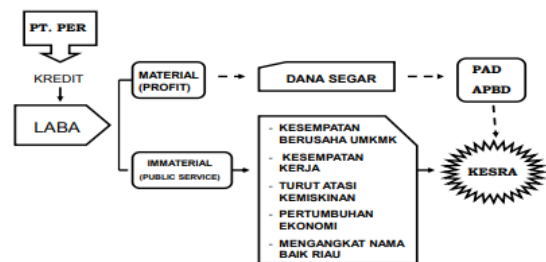 PT. PER
KREDIT
LABA
MATERIAL
(PROFIT)
DANA SEGAR
PAD
APBD
IMMATERIAL
(PUBLIC SERVICE)
- KESEMPATAN
BERUSAHA UMKMK
- KESEMPATAN
KERJA
- TURUT ATASI
KEMISKINAN
- PERTUMBUHAN
EKONOMI
- MENGANGKAT NAMA
BAIK RIAU
KESRA